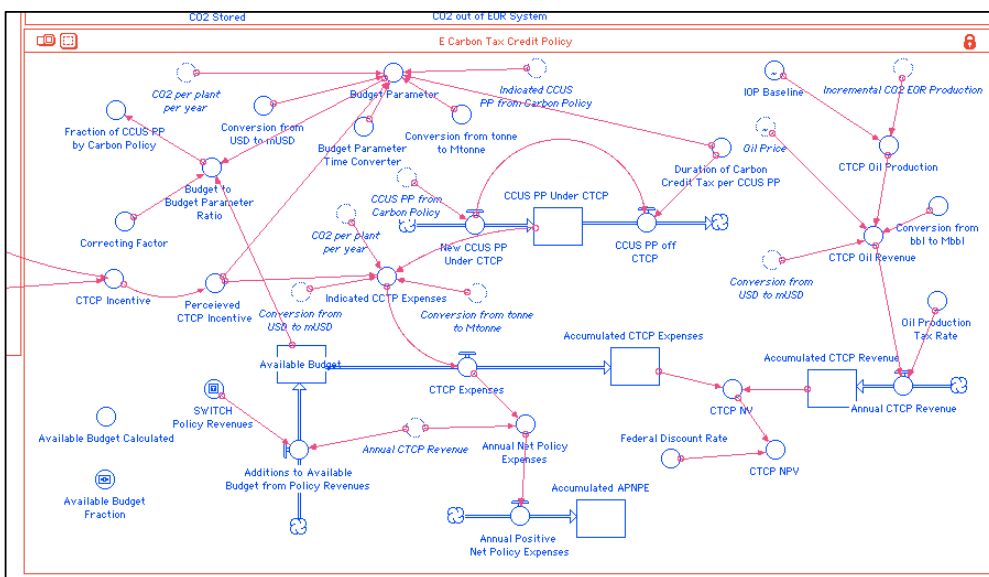 CO2 Stored
CO2 out of EOR System
E Carbon Tax Credit Policy
CO2 per plant
per year
Budget Parameter
Indicated CCUS
PP from Carbon Policy
IOP Baseline
Incremental CO2 EOR Production
Fraction of CCUS PP
by Carbon Policy
Conversion from
USD to mUSD
Budget Parameter
Time Converter
Conversion from tonne
to Mtonne
Oil Price
CTCP Oil Production
Duration of Carbon
Credit Tax per CCUS PP
Budget to
Budget Parameter
Ratio
CCUS PP from
Carbon Policy
CCUS PP Under CTCP
Correcting Factor
CO2 per plant
per year
New CCUS PP
Under CTCP
CCUS PP off
CTCP
Conversion from
bbl to Mbbl
CTCP Oil Revenue
CTCP Incentive
Perceieved
CTCP Incentive
Indicated CCTP Expenses
Conversion from
USD to mUSD
Conversion from
USD to mUSD
Conversion from tonne
to Mtonne
Oil Production
Tax Rate
Available Budget
Accumulated CTCP Expenses
Accumulated CTCP Revenue
CTCP Expenses
SWITCH
Policy Revenues
CTCP NV
Annual CTCP Revenue
Available Budget Calculated
Annual CTCP Revenue
Annual Net Policy
Expenses
Federal Discount Rate
CTCP NPV
Additions to Available
Budget from Policy Revenues
Available Budget
Fraction
Accumulated APNPE
Annual Positive
Net Policy Expenses